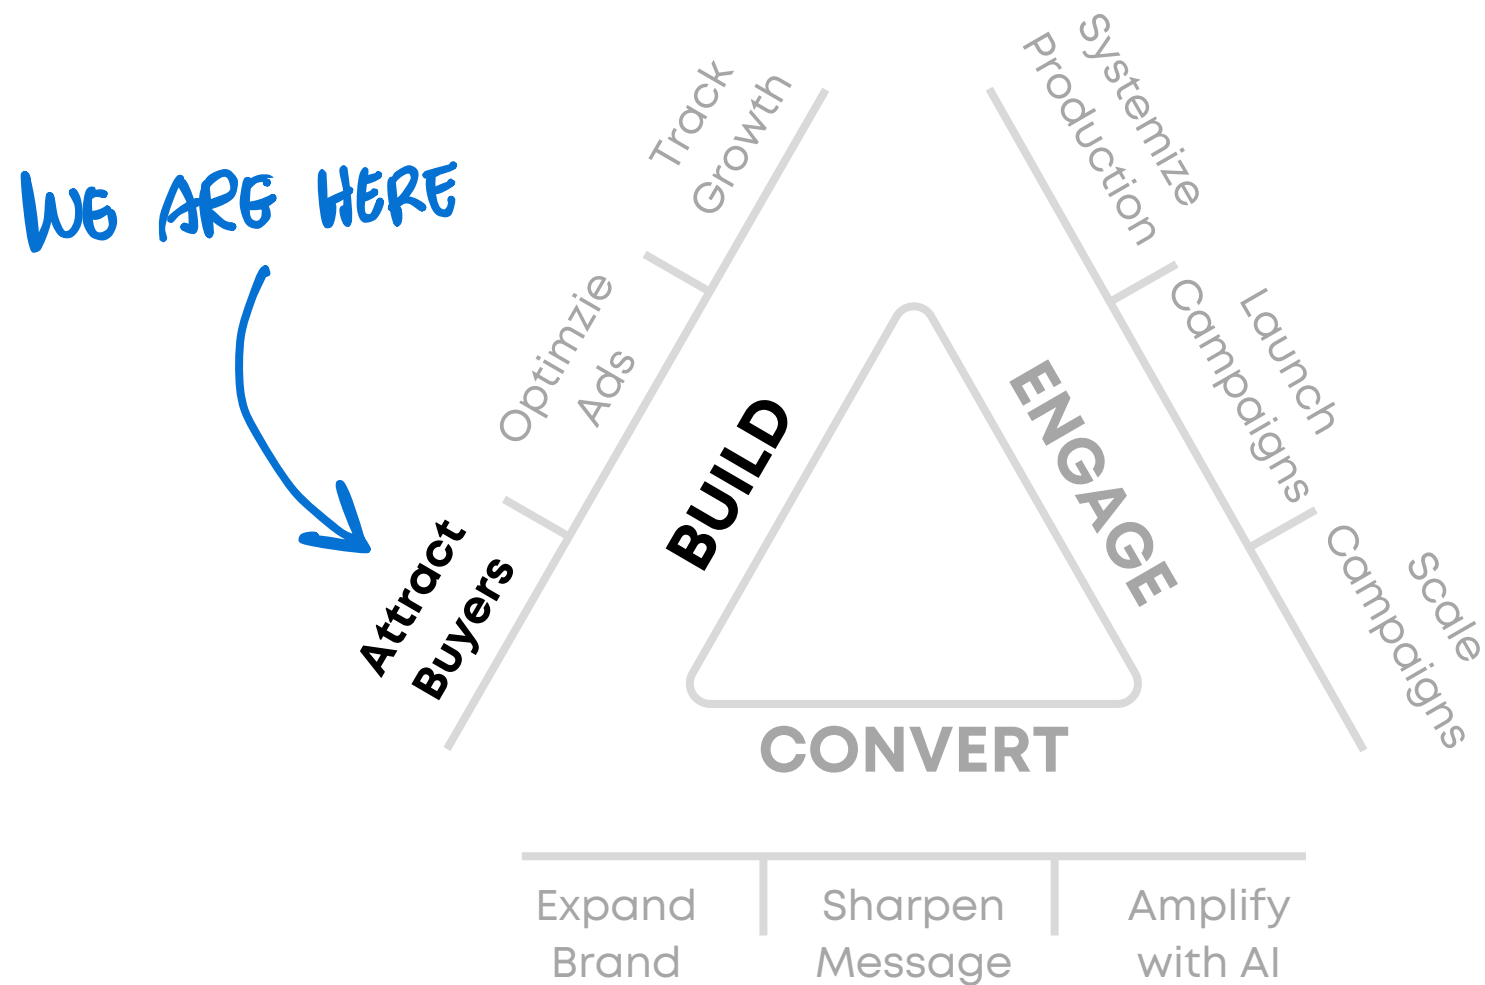 WE ARE HERE
Track
Growth
Optimzie
Ads
Attract
Buyers
BUILD
Systemize
Production
Launch
Campaigns
Scale
Campaigns
ENGAGE
CONVERT
Expand
Brand
Sharpen
Message
Amplify
with AI